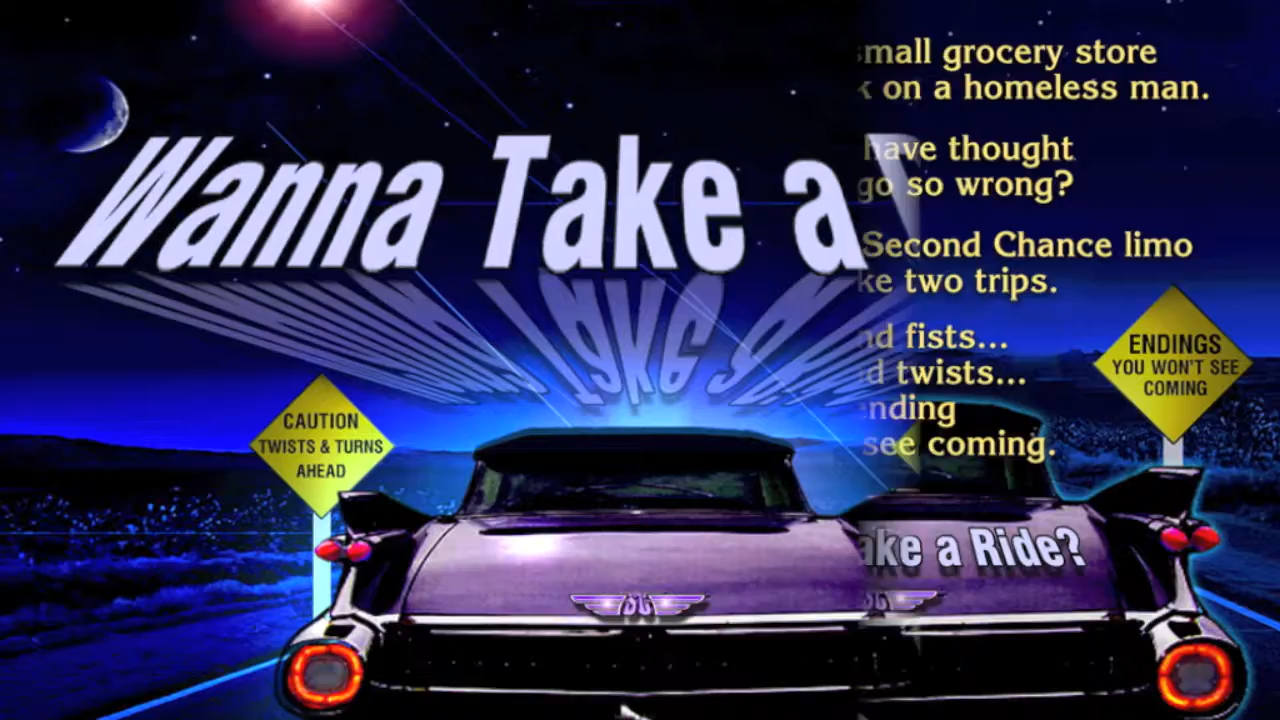 Wanna Take a
mall grocery store
on a homeless man.
have thought
go so wrong?
Second Chance limo
ke two trips.
nd fists...
d twists...
nding
see coming.
ENDINGS
YOU WON'T SEE
COMING
CAUTION
TWISTS & TURNS
AHEAD
ake a Ride?